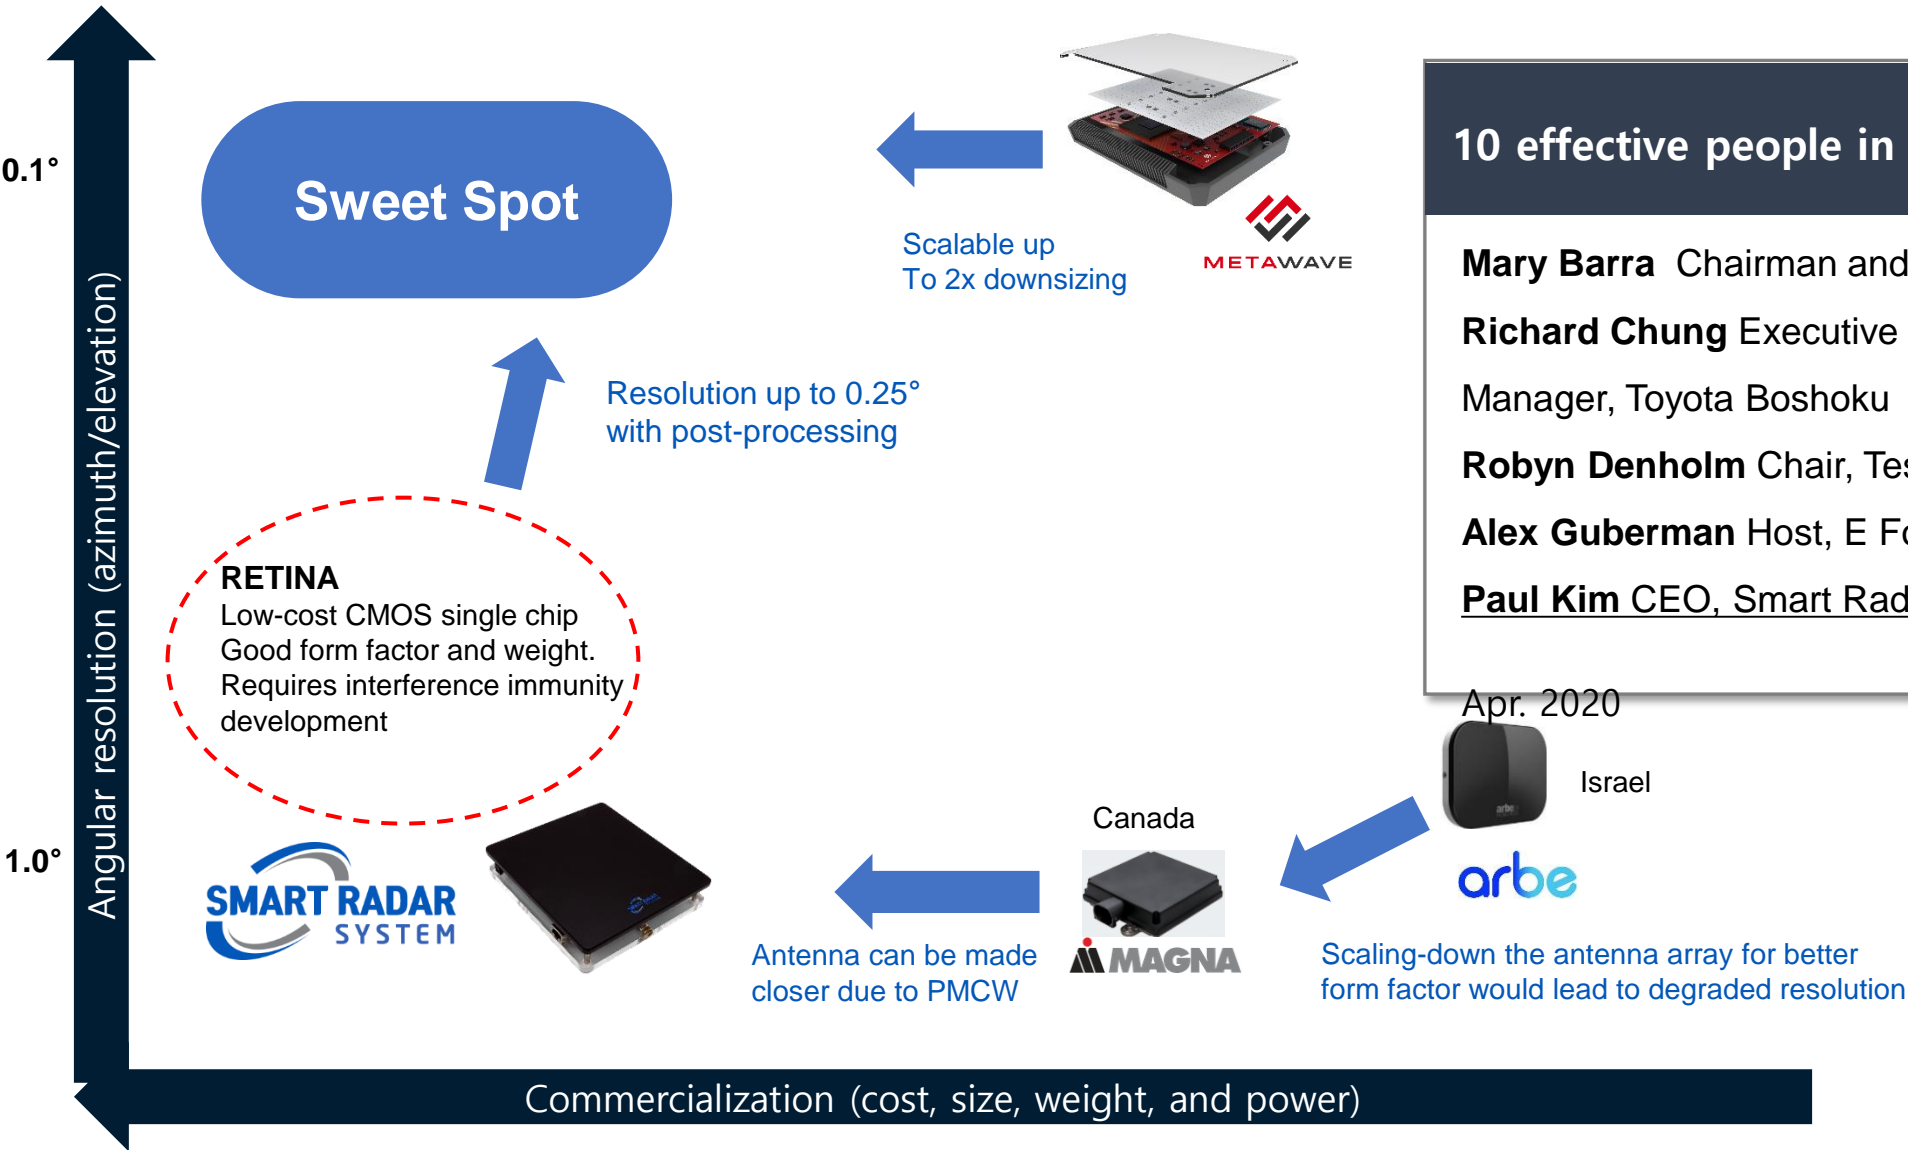 0.1°
Sweet Spot
Scalable up
To 2x downsizing
METAWAVE
10 effective people in
Mary Barra Chairman and
Richard Chung Executive
Manager, Toyota Boshoku
Robyn Denholm Chair, Tes
Alex Guberman Host, E Fo
Paul Kim CEO, Smart Rad
Apr. 2020
Angular resolution (azimuth/elevation)
Resolution up to 0.25°
with post-processing
RETINA
Low-cost CMOS single chip
Good form factor and weight.
Requires interference immunity
development
1.0°
SMART RADAR
SYSTEM
Antenna can be made
closer due to PMCW
Canada
MAGNA
Israel
arbe
arbe
Scaling-down the antenna array for better
form factor would lead to degraded resolution
Commercialization (cost, size, weight, and power)